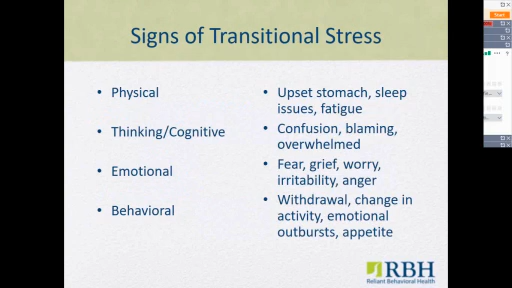 Signs of Transitional Stress
• Physical
• Thinking/Cognitive
• Emotional
• Behavioral
• Upset stomach, sleep
issues, fatigue
• Confusion, blaming,
overwhelmed
• Fear, grief, worry,
irritability, anger
• Withdrawal, change in
activity, emotional
outbursts, appetite
RBH
Reliant Behavioral Health
Start